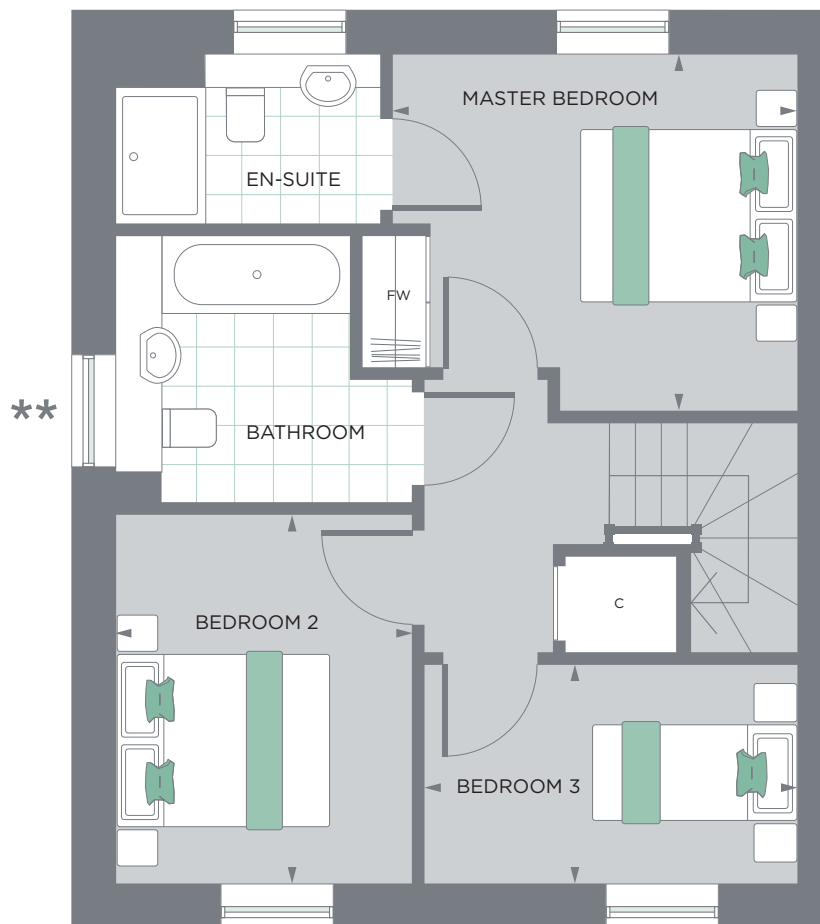 MASTER BEDROOM
EN-SUITE
FW
**
BATHROOM
C
BEDROOM 2
BEDROOM 3